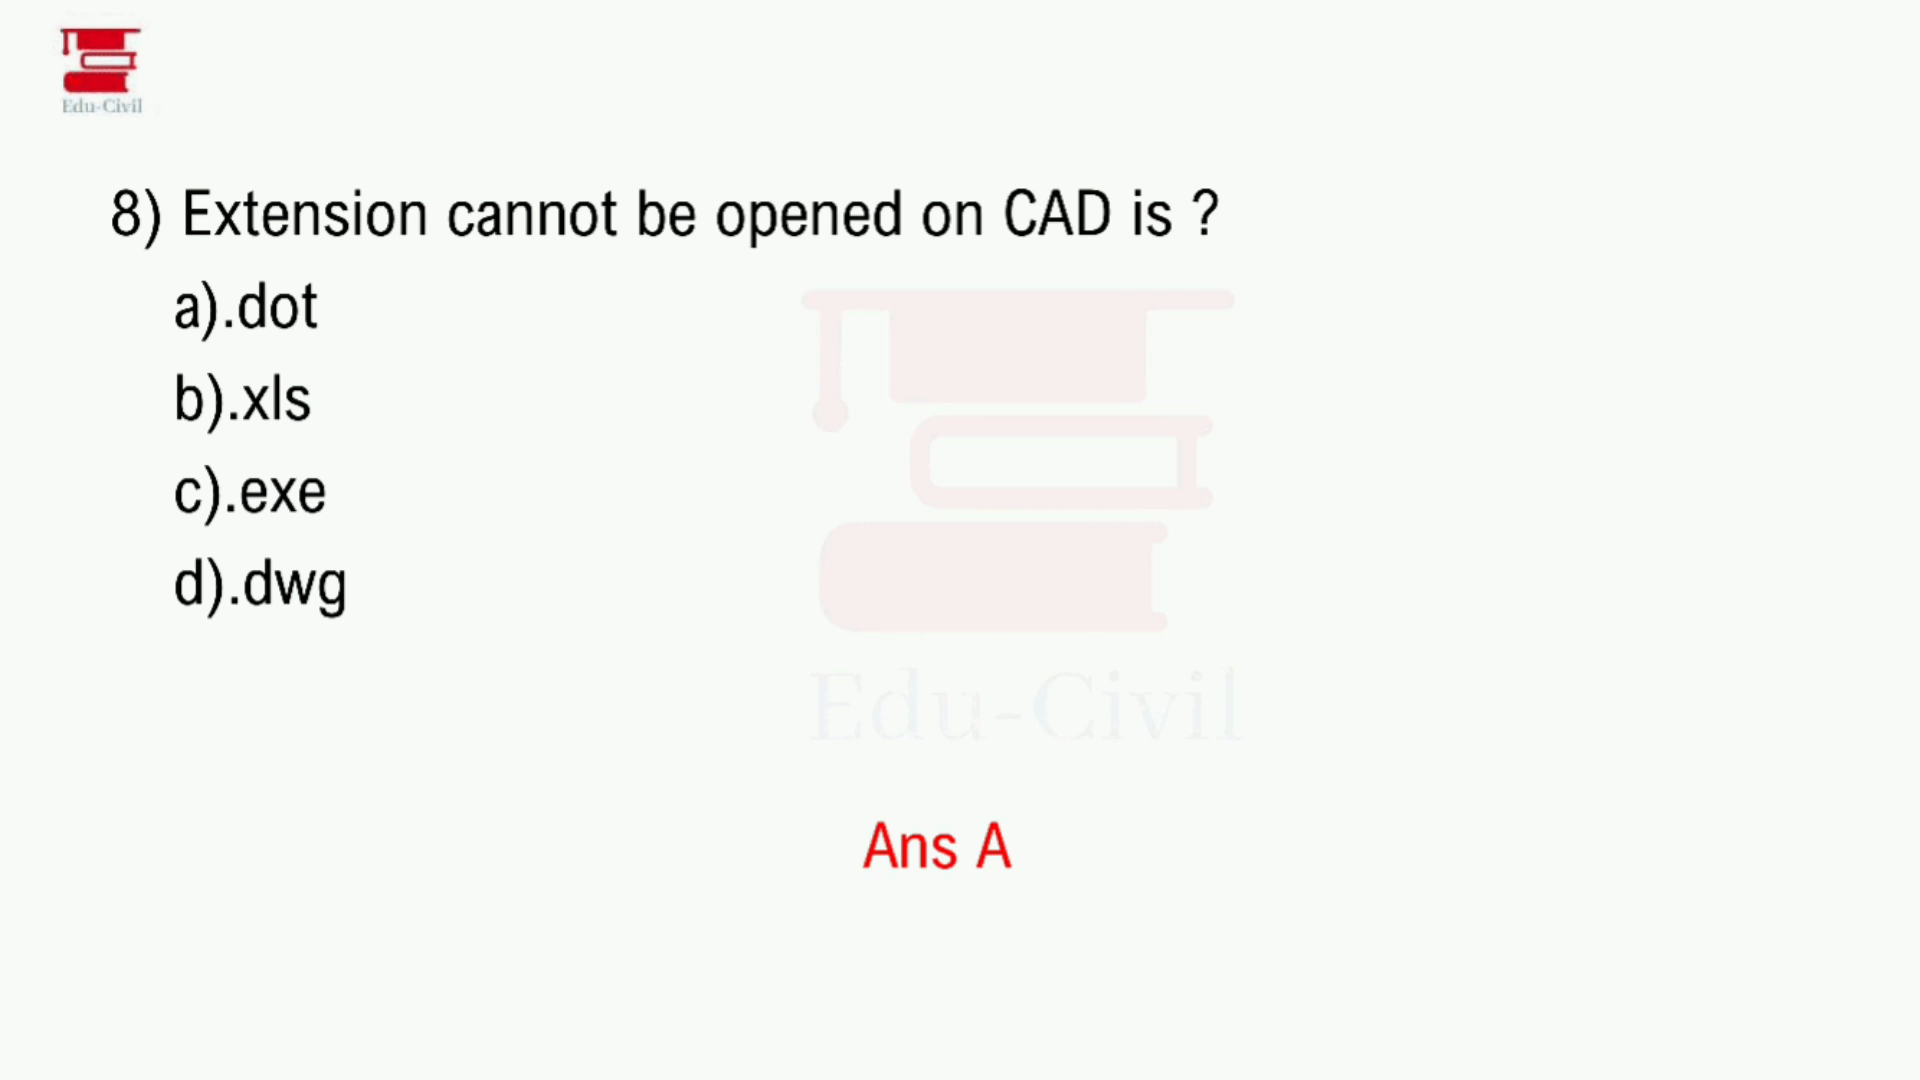 Edu-Civil
8) Extension cannot be opened on CAD is ?
a).dot
b).xls
c).exe
d).dwg
Edu-Civil
Ans A